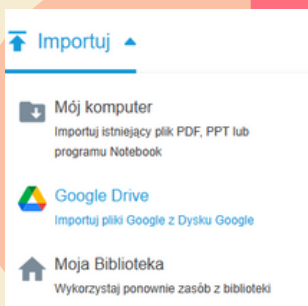 Importuj
Mój komputer
Importuj istniejący plik PDF, PPT lub
programu Notebook
Google Drive
Importuj pliki Google z Dysku Google
Moja Biblioteka
Wykorzystaj ponownie zasób z biblioteki